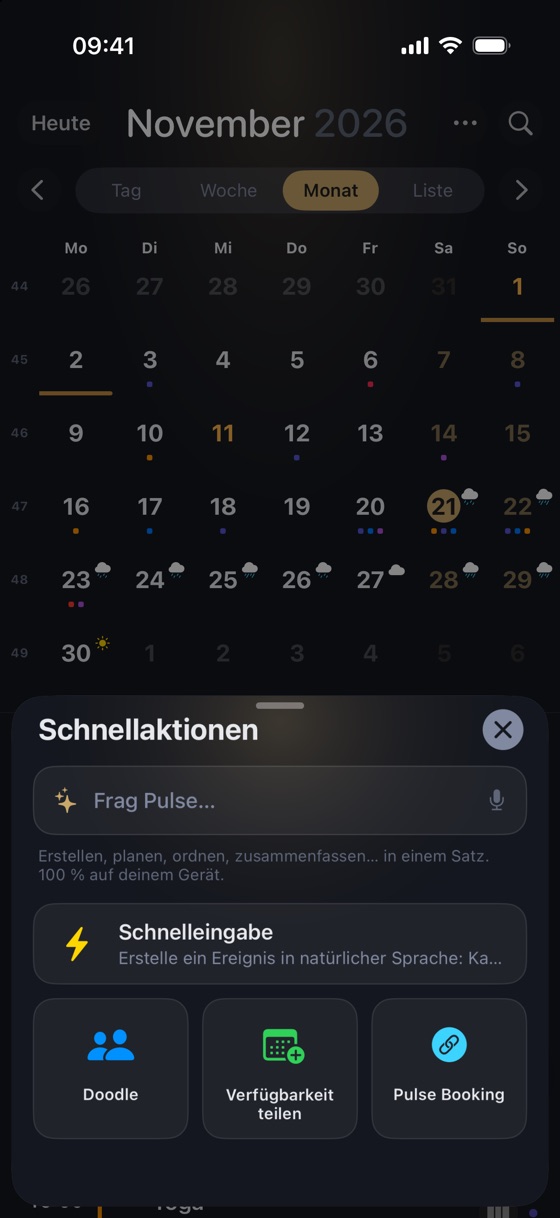 09:41
Heute November 2026
Tag Woche Monat Liste
Mo Di Mi Do Fr Sa So
44 26 27 28 29 30 31 1
45 2 3 4 5 6 7 8
46 9 10 11 12 13 14 15
47 16 17 18 19 20 21 22
48 23 24 25 26 27 28 29
49 30 1 2 3 4 5 6
Schnellaktionen
Frag Pulse...
Erstellen, planen, ordnen, zusammenfassen... in einem Satz.
100 % auf deinem Gerät.
Schnelleingabe
Erstelle ein Ereignis in natürlicher Sprache: Ka...
Doodle
Verfügbarkeit
teilen
Pulse Booking
Yoga